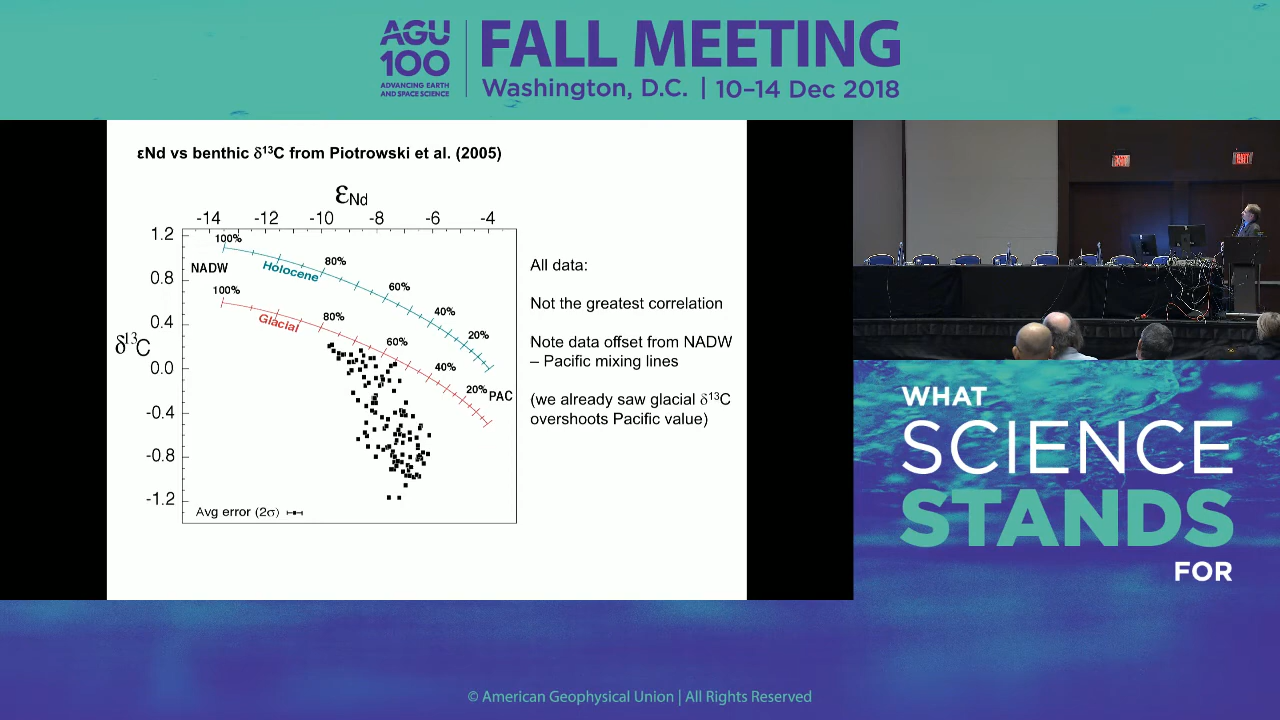 AGU
100
ADVANCING EARTH
AND SPACE SCIENCE
FALL MEETING
Washington, D.C. | 10–14 Dec 2018
εNd vs benthic δ¹³C from Piotrowski et al. (2005)
εNd
-14 -12 -10 -8 -6 -4
1.2
0.8
0.4
0.0
-0.4
-0.8
-1.2
δ¹³C
100%
NADW
Holocene
80%
60%
40%
20%
100%
Glacial
80%
60%
40%
20% PAC
Avg error (2σ)
All data:
Not the greatest correlation
Note data offset from NADW
– Pacific mixing lines
(we already saw glacial δ¹³C
overshoots Pacific value)
EXIT
EXIT
WHAT
SCIENCE
STANDS
FOR
© American Geophysical Union | All Rights Reserved